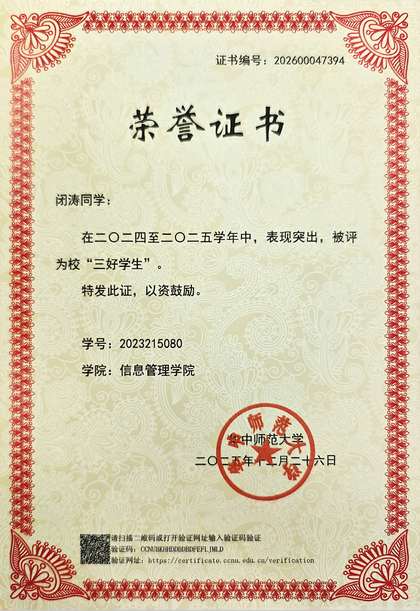 证书编号：202600047394
荣誉证书
闭涛同学：
在二〇二四至二〇二五学年中，表现突出，被评
为校“三好学生”。
特发此证，以资鼓励。
学号：2023215080
学院：信息管理学院
华中师范大学
二〇二五年十二月二十六日
请扫描二维码或打开验证网址输入验证码验证
验证码：
验证网址：https://certificate.ccnu.edu.cn/verification